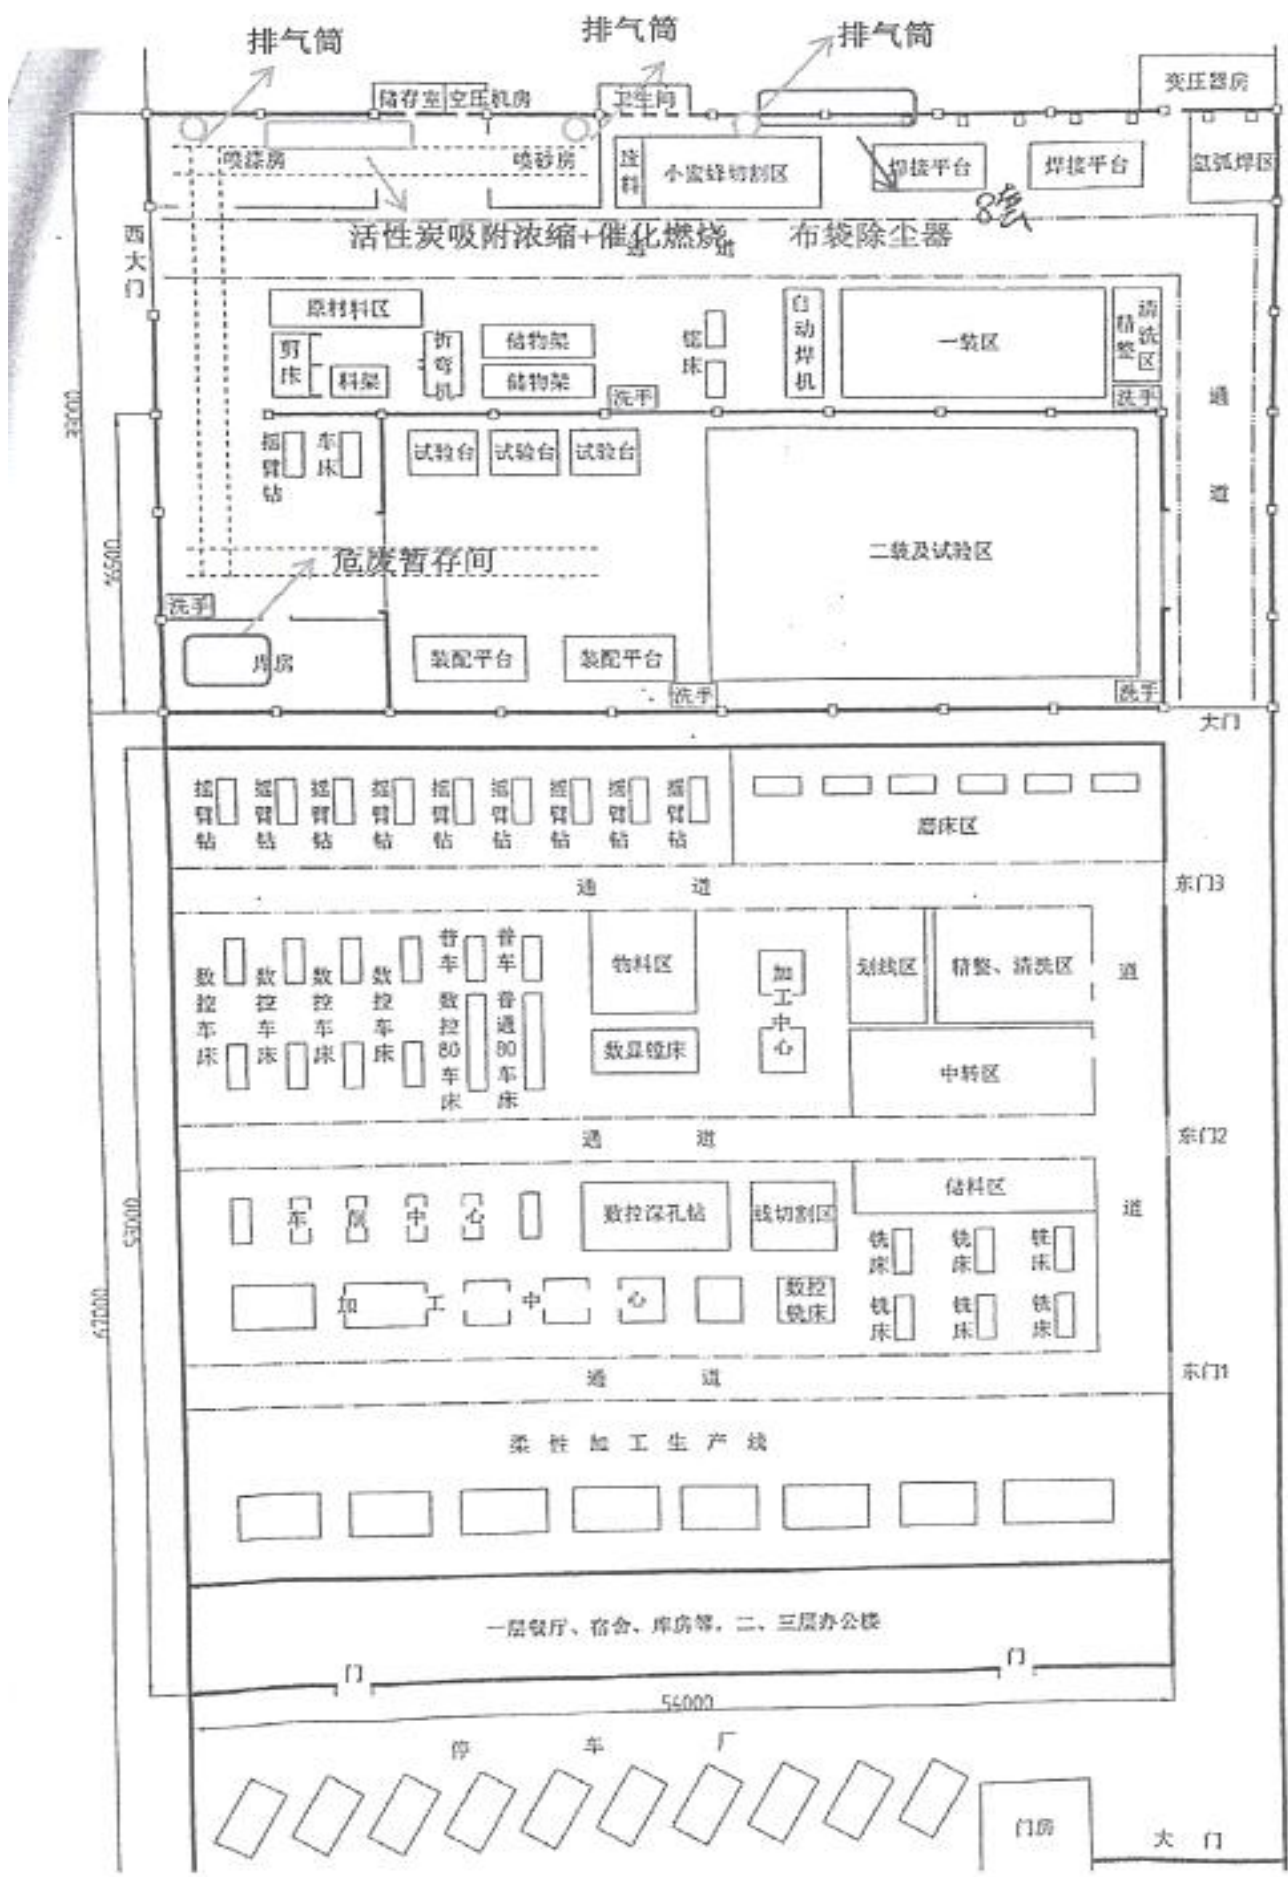 排气筒
排气筒
排气筒
变压器房
储存室
空压机房
卫生间
喷漆房
喷砂房
废料
小蜜蜂切割区
焊接平台
焊接平台
氩弧焊区
8套
活性炭吸附浓缩+催化燃烧
布袋除尘器
通道
西大门
原材料区
剪床
料架
折弯机
储物架
储物架
洗手
锯床
自动焊机
一装区
精整
清洗区
洗手
通道
33000
摇臂钻
车床
试验台
试验台
试验台
二装及试验区
危废暂存间
洗手
库房
装配平台
装配平台
洗手
洗手
大门
摇臂钻
摇臂钻
摇臂钻
摇臂钻
摇臂钻
摇臂钻
摇臂钻
摇臂钻
摇臂钻
磨床区
通道
东门3
数控车床
数控车床
数控车床
数控车床
普车
普车
数控80车床
普通80车床
物料区
数显镗床
加工中心
划线区
精整、清洗区
中转区
道
通道
东门2
车削中心
数控深孔钻
线切割区
储料区
道
铣床
铣床
铣床
加工中心
数控铣床
铣床
铣床
铣床
通道
东门1
67000
柔性加工生产线
一层餐厅、宿舍、库房等，二、三层办公楼
门
门
54000
停车厂
门房
大门